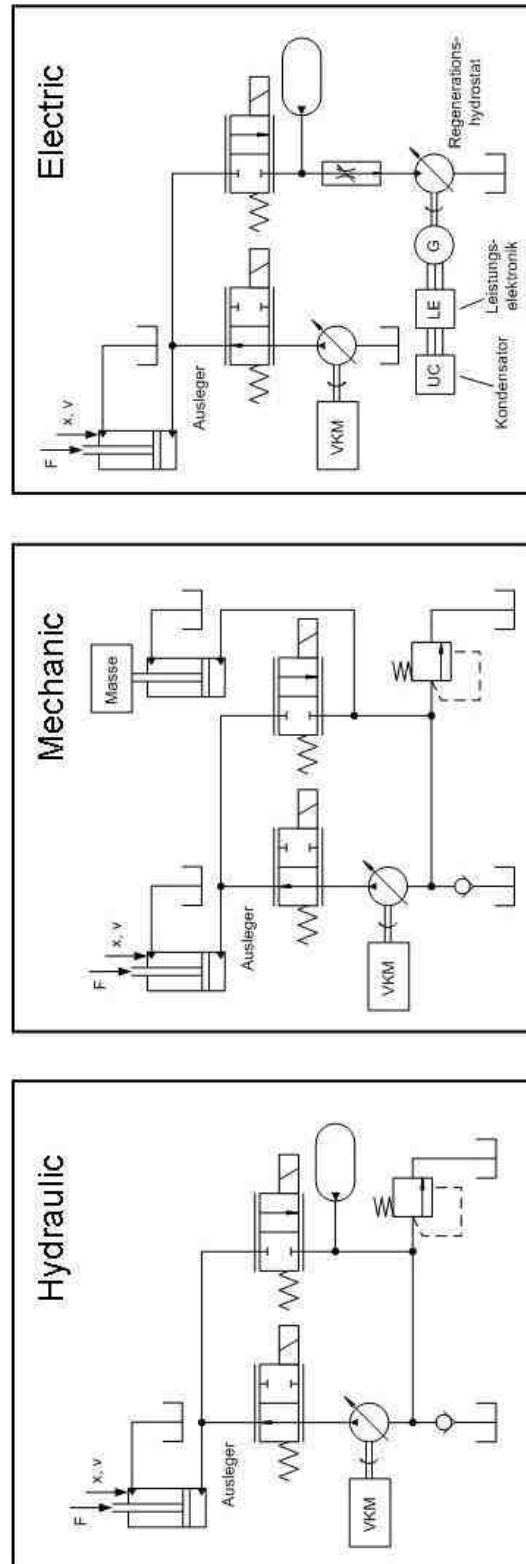 Hydraulic
F
x, v
Ausleger
VKM
Mechanic
F
x, v
Masse
Ausleger
VKM
Electric
F
x, v
Ausleger
VKM
UC
LE
G
Kondensator
Leistungs-
elektronik
Regenerations-
hydrostat